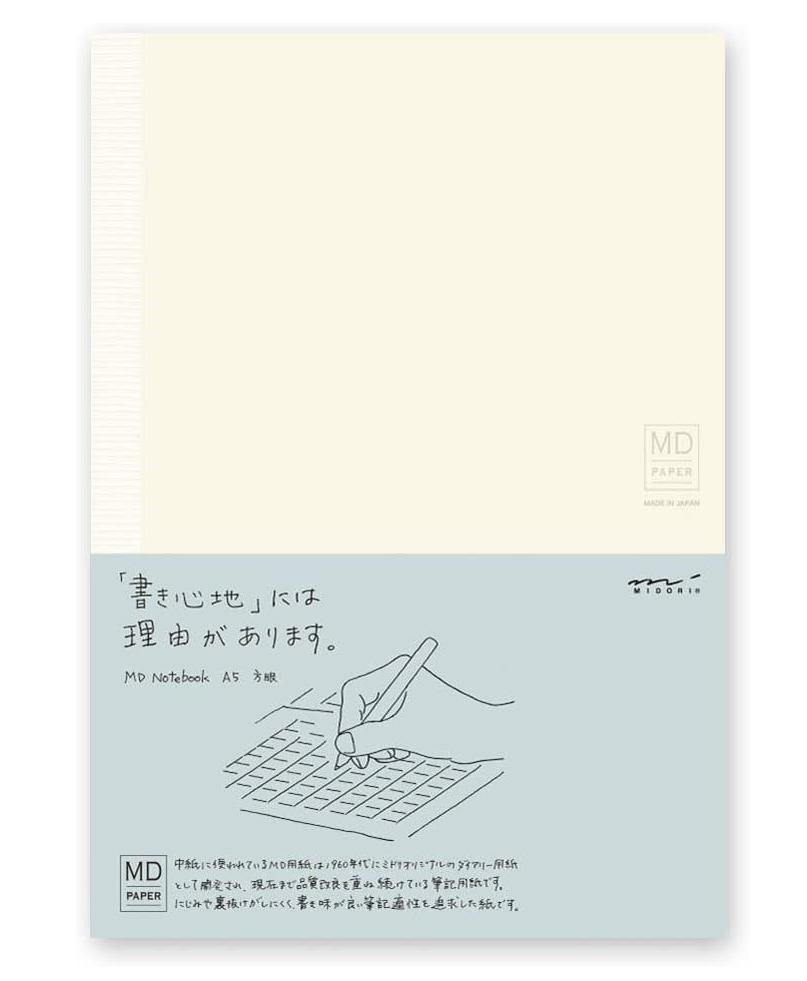 MD
PAPER
MADE IN JAPAN
「書き心地」には
MIDORI®
理由があります。
MD Notebook A5 方眼
MD
PAPER
中紙に使われているMD用紙は1960年代にミドリオリジナルのダイアリー用紙
として開発され、現在まで品質改良を重ね続けている筆記用紙です。
にじみや裏抜けがしにくく、書き味が良い筆記適性を追求した紙です。